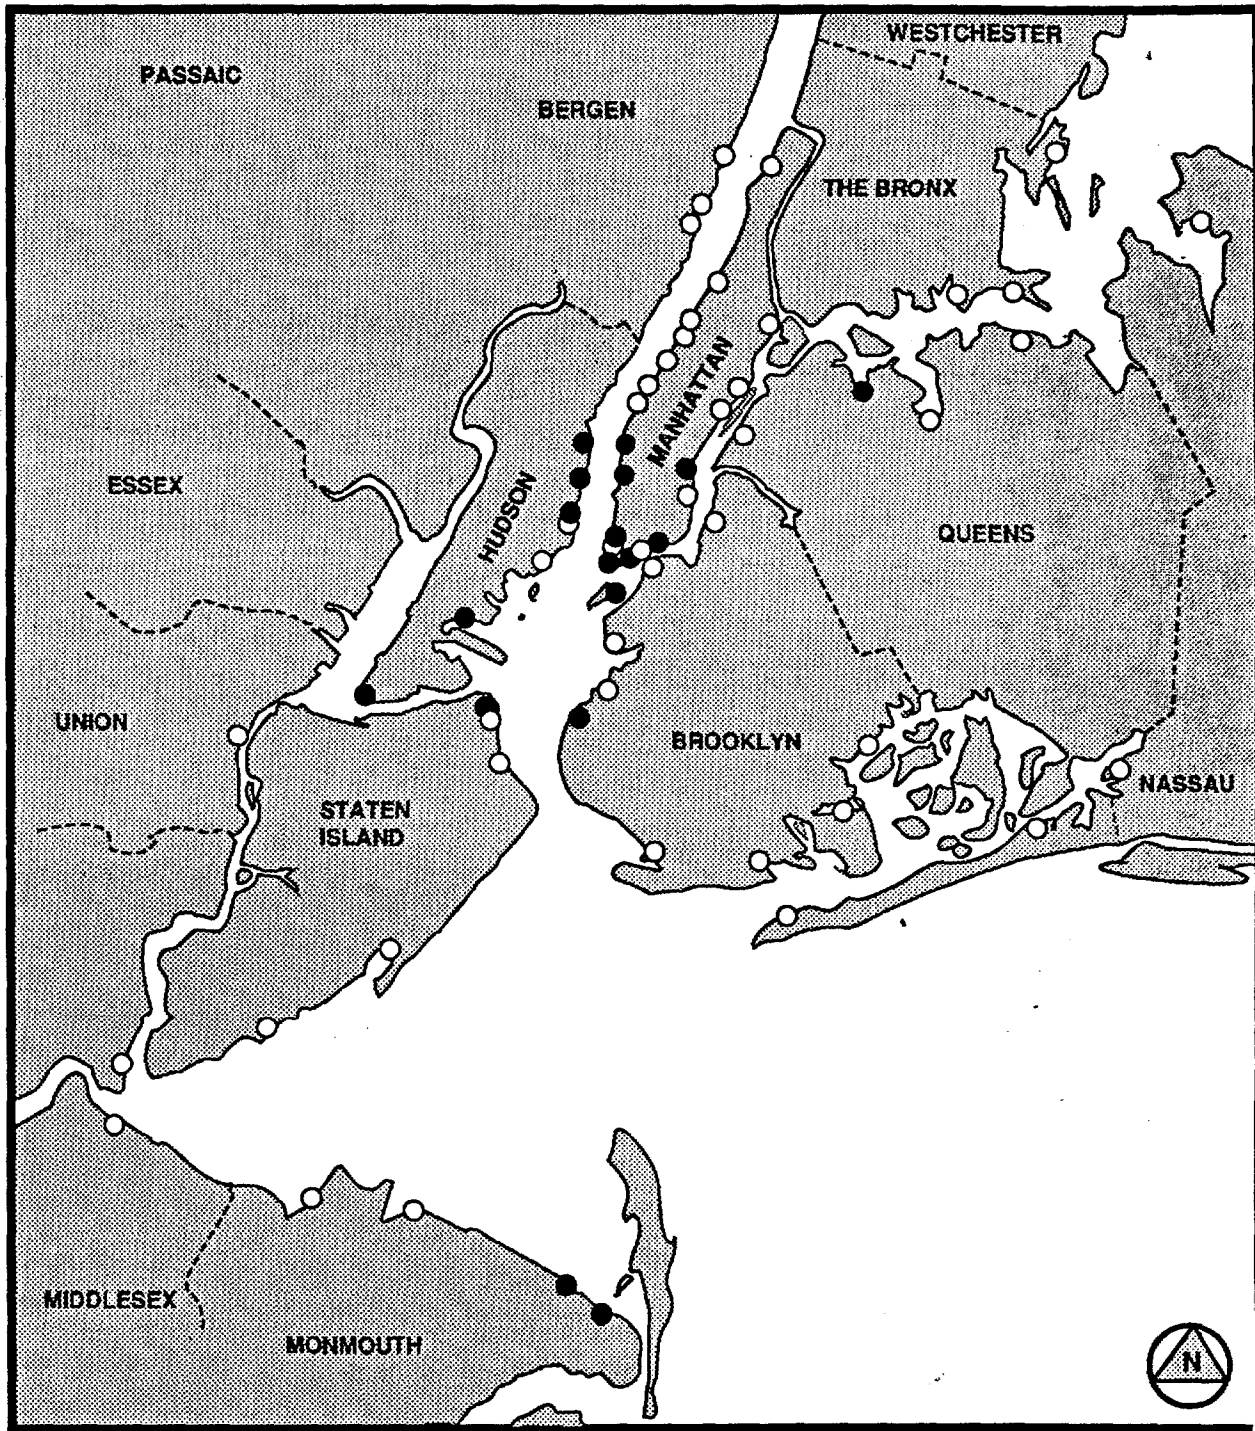 WESTCHESTER
PASSAIC
BERGEN
THE BRONX
MANHATTAN
ESSEX
HUDSON
QUEENS
UNION
BROOKLYN
NASSAU
STATEN
ISLAND
MIDDLESEX
MONMOUTH
N